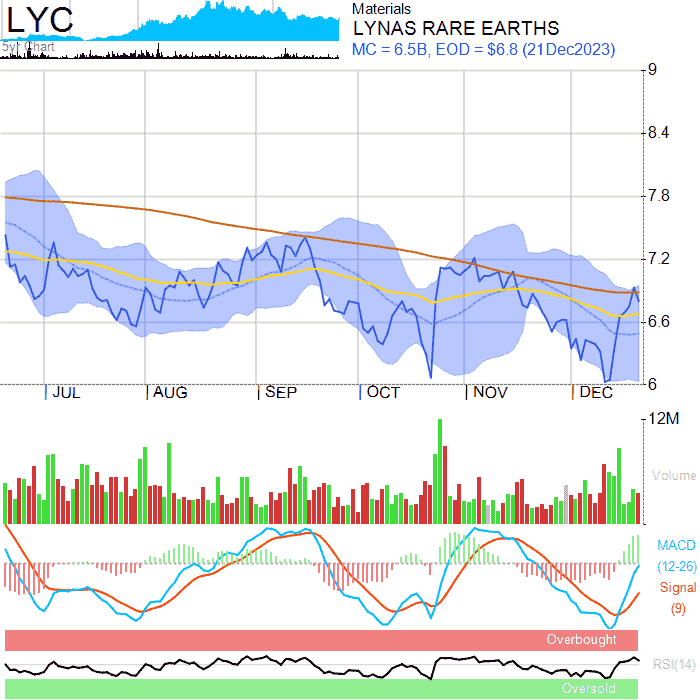 LYC
5yr Chart
Materials
LYNAS RARE EARTHS
MC = 6.5B, EOD = $6.8 (21Dec2023)
9
8.4
7.8
7.2
6.6
6
JUL AUG SEP OCT NOV DEC
12M
Volume
MACD
(12-26)
Signal
(9)
Overbought
RSI(14)
Oversold